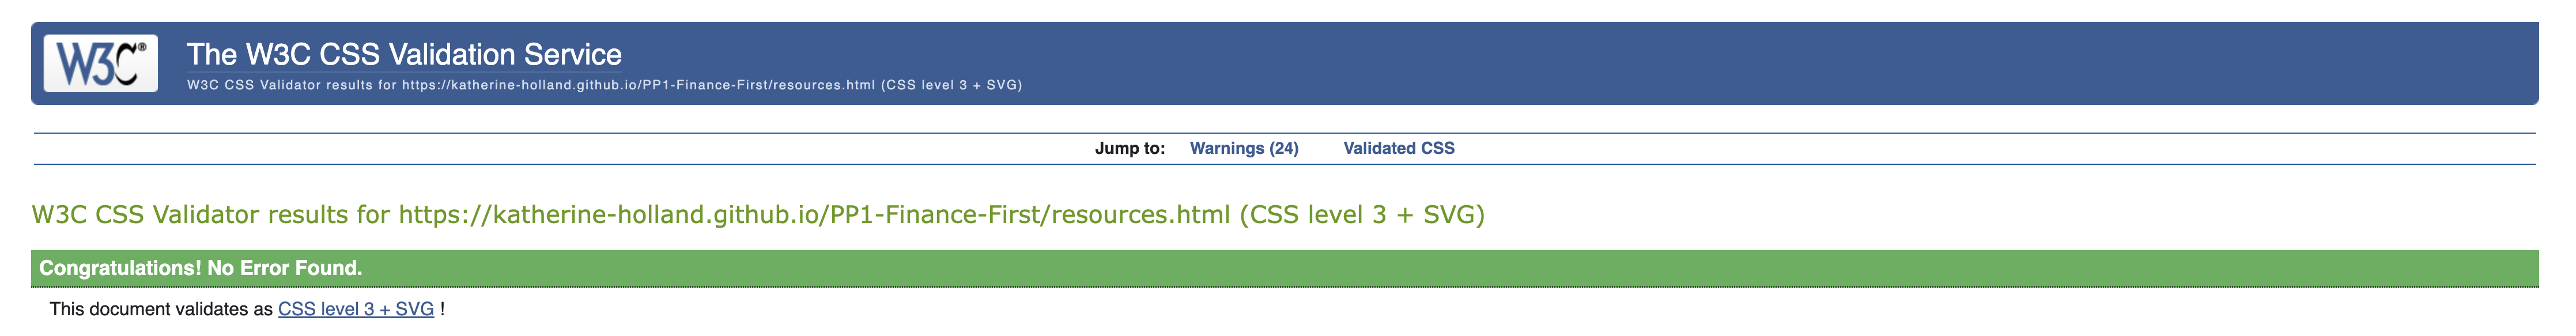 W3C®
The W3C CSS Validation Service
W3C CSS Validator results for https://katherine-holland.github.io/PP1-Finance-First/resources.html (CSS level 3 + SVG)
Jump to: Warnings (24) Validated CSS
W3C CSS Validator results for https://katherine-holland.github.io/PP1-Finance-First/resources.html (CSS level 3 + SVG)
Congratulations! No Error Found.
This document validates as CSS level 3 + SVG !